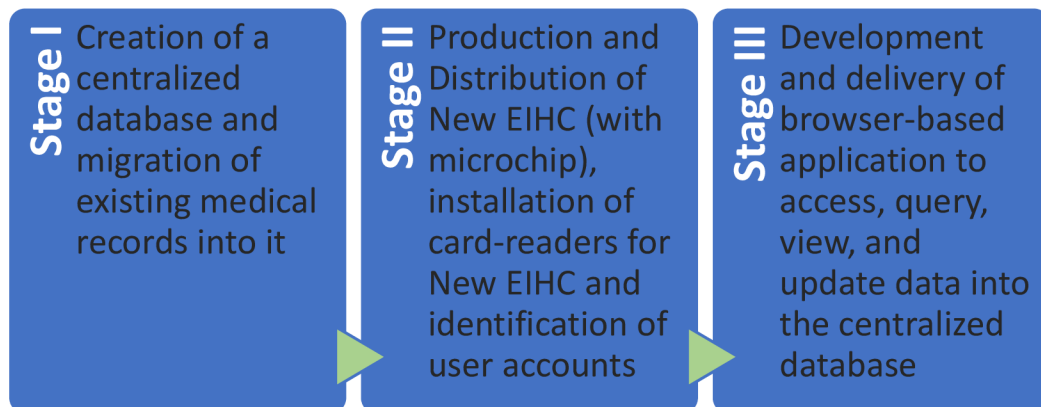 Stage I
Creation of a
centralized
database and
migration of
existing medical
records into it
Stage II
Production and
Distribution of
New EIHC (with
microchip),
installation of
card-readers for
New EIHC and
identification of
user accounts
Stage III
Development
and delivery of
browser-based
application to
access, query,
view, and
update data into
the centralized
database